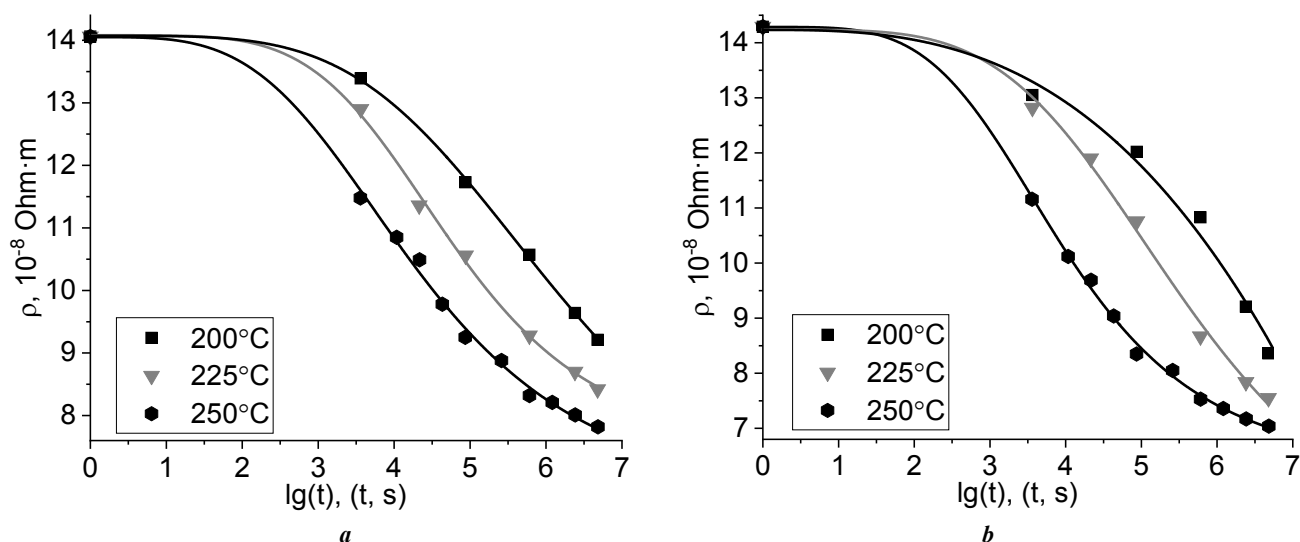 14
13
12
11
10
9
8
ρ, 10⁻⁸ Ohm·m
200°C
225°C
250°C
0 1 2 3 4 5 6 7
lg(t), (t, s)
a
14
13
12
11
10
9
8
7
ρ, 10⁻⁸ Ohm·m
200°C
225°C
250°C
0 1 2 3 4 5 6 7
lg(t), (t, s)
b